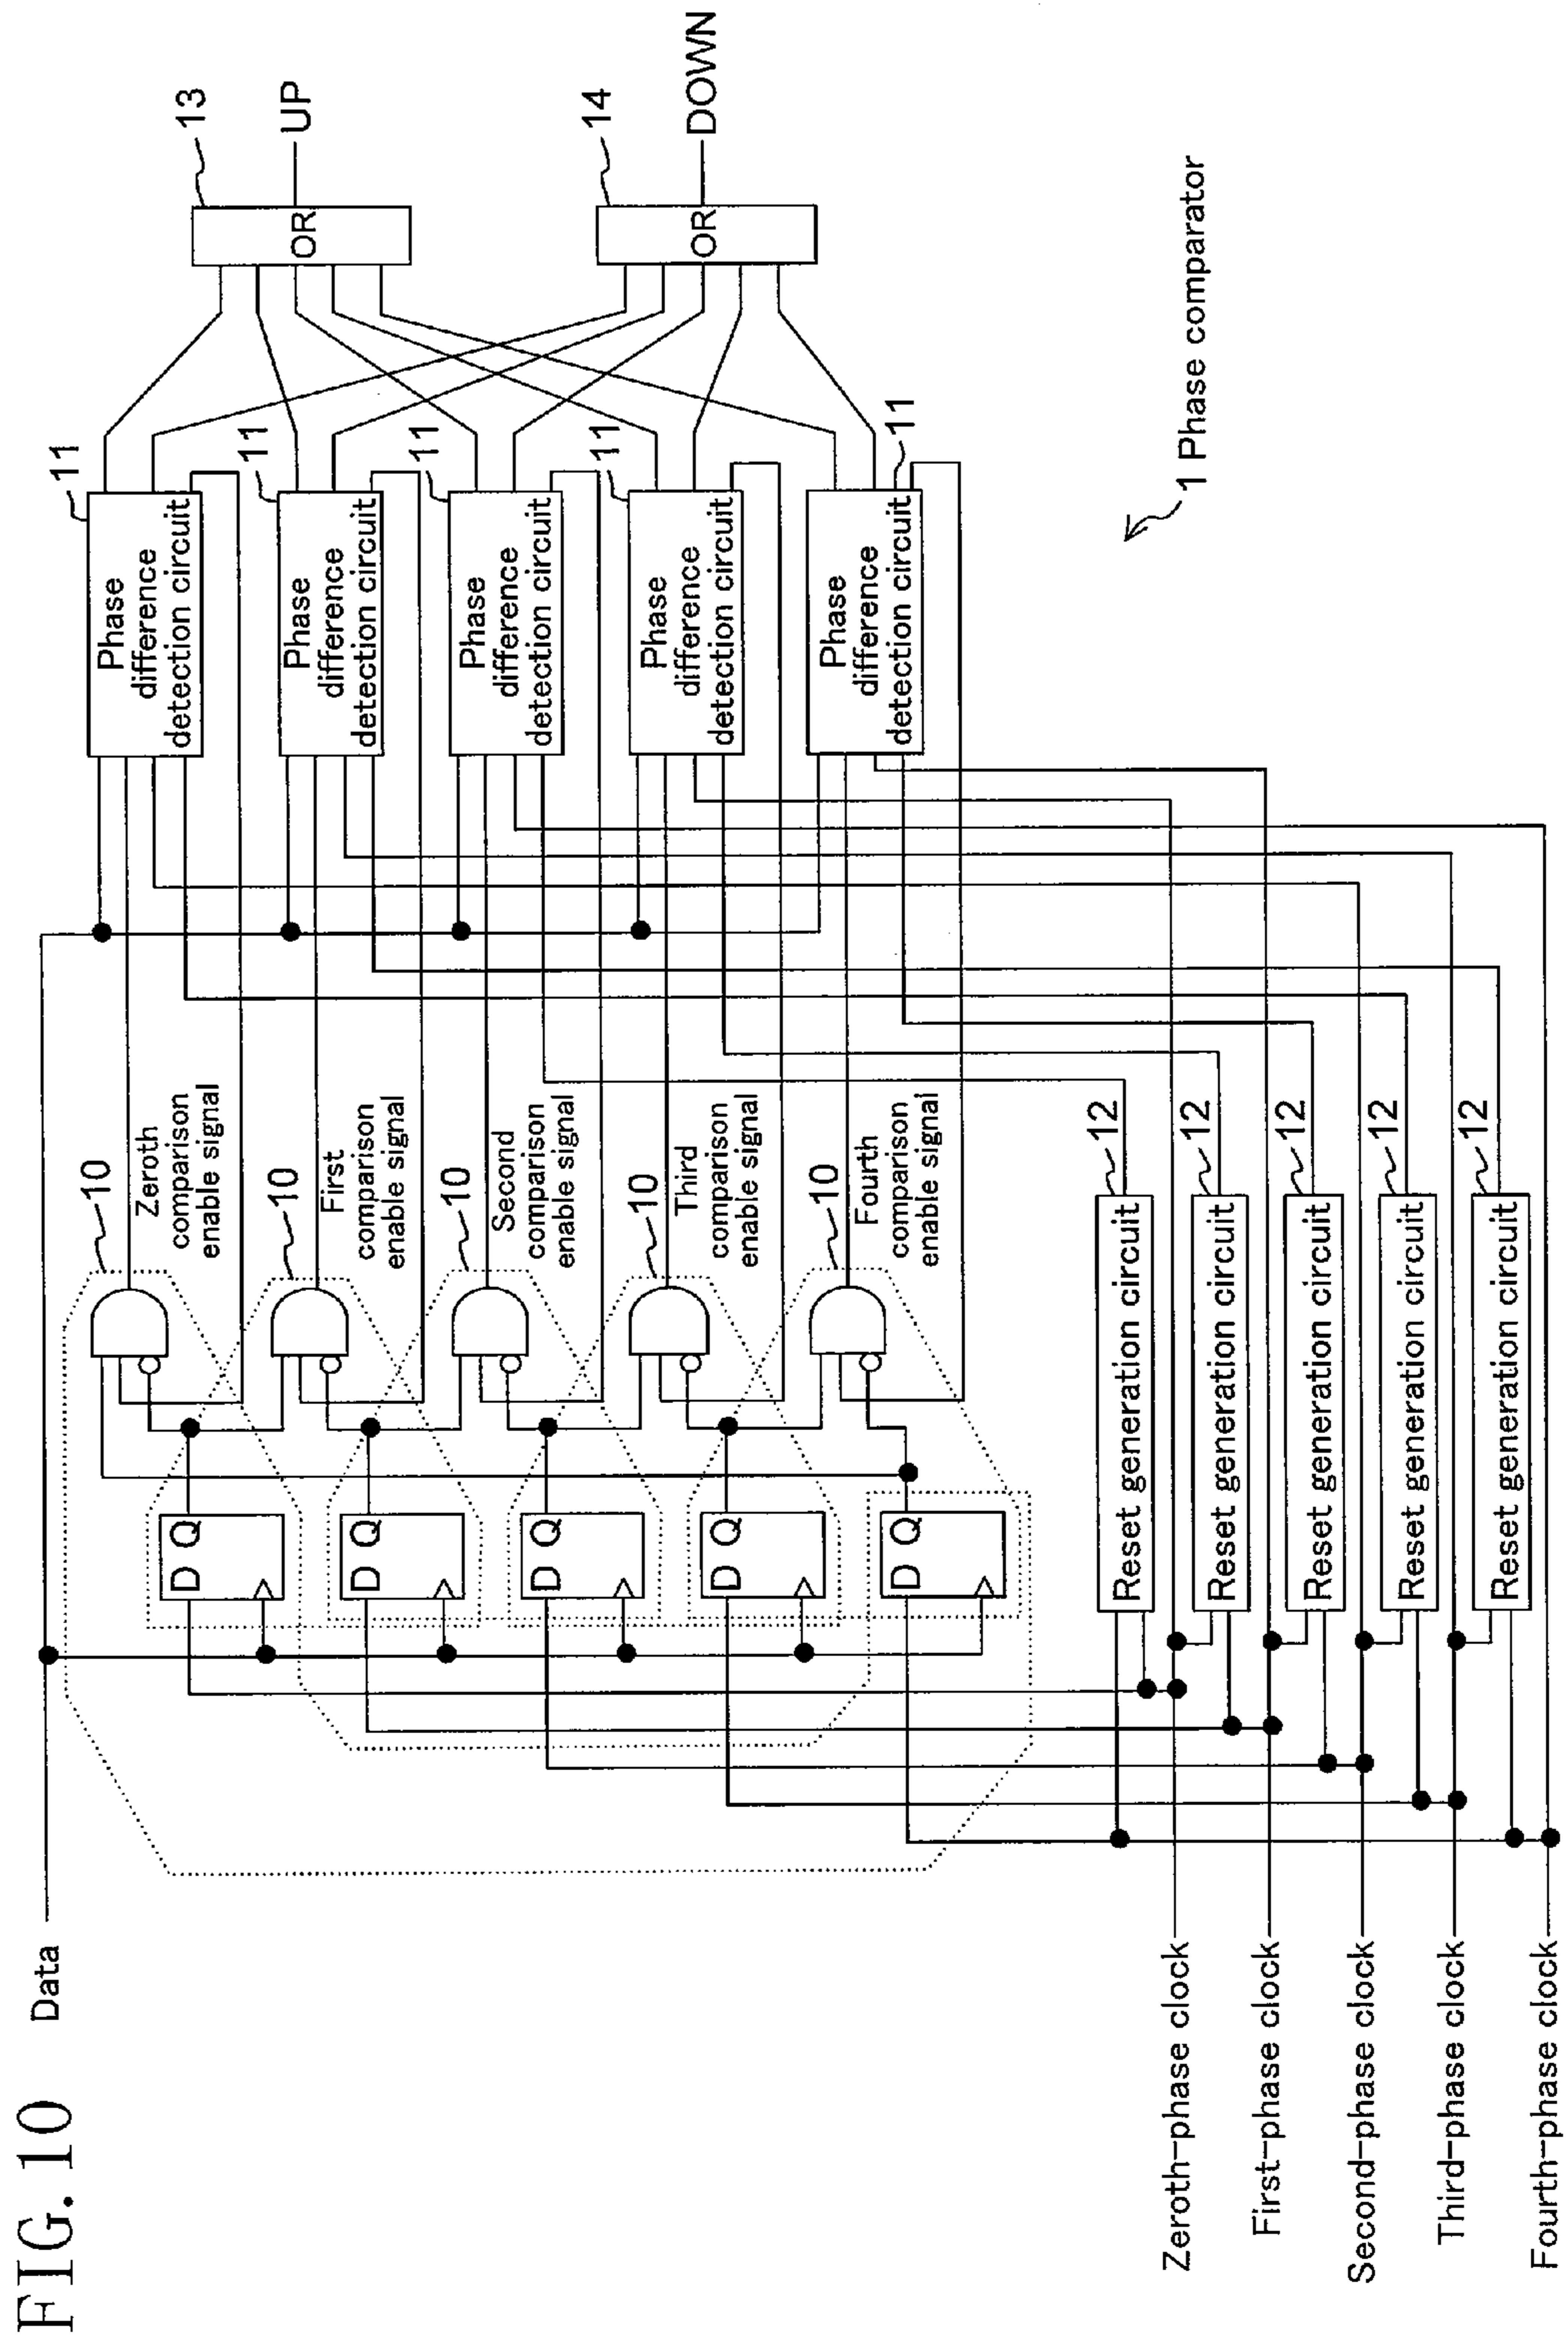 FIG. 10
Data
10
Zeroth
comparison
enable signal
10
First
comparison
enable signal
10
Second
comparison
enable signal
10
Third
comparison
enable signal
10
Fourth
comparison
enable signal
D Q
D Q
D Q
D Q
D Q
11
Phase
difference
detection circuit
11
Phase
difference
detection circuit
11
Phase
difference
detection circuit
11
Phase
difference
detection circuit
11
Phase
difference
detection circuit
13
OR
UP
14
OR
DOWN
1 Phase comparator
Reset generation circuit
12
Reset generation circuit
12
Reset generation circuit
12
Reset generation circuit
12
Reset generation circuit
12
Zeroth-phase clock
First-phase clock
Second-phase clock
Third-phase clock
Fourth-phase clock